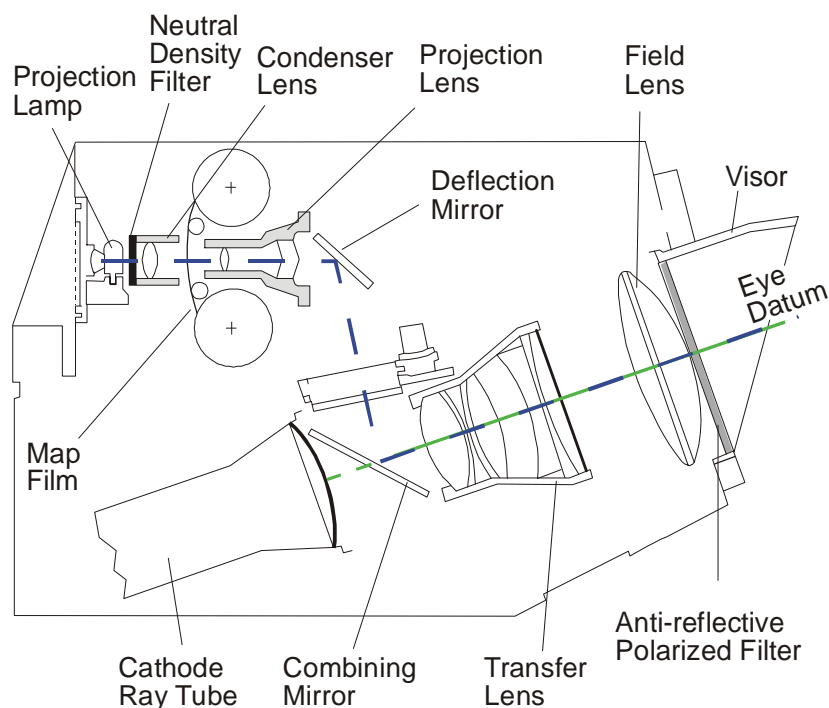 Neutral
Density
Filter
Condenser
Lens
Projection
Lens
Field
Lens
Projection
Lamp
Deflection
Mirror
Visor
Eye
Datum
Map
Film
Anti-reflective
Polarized Filter
Cathode
Ray Tube
Combining
Mirror
Transfer
Lens